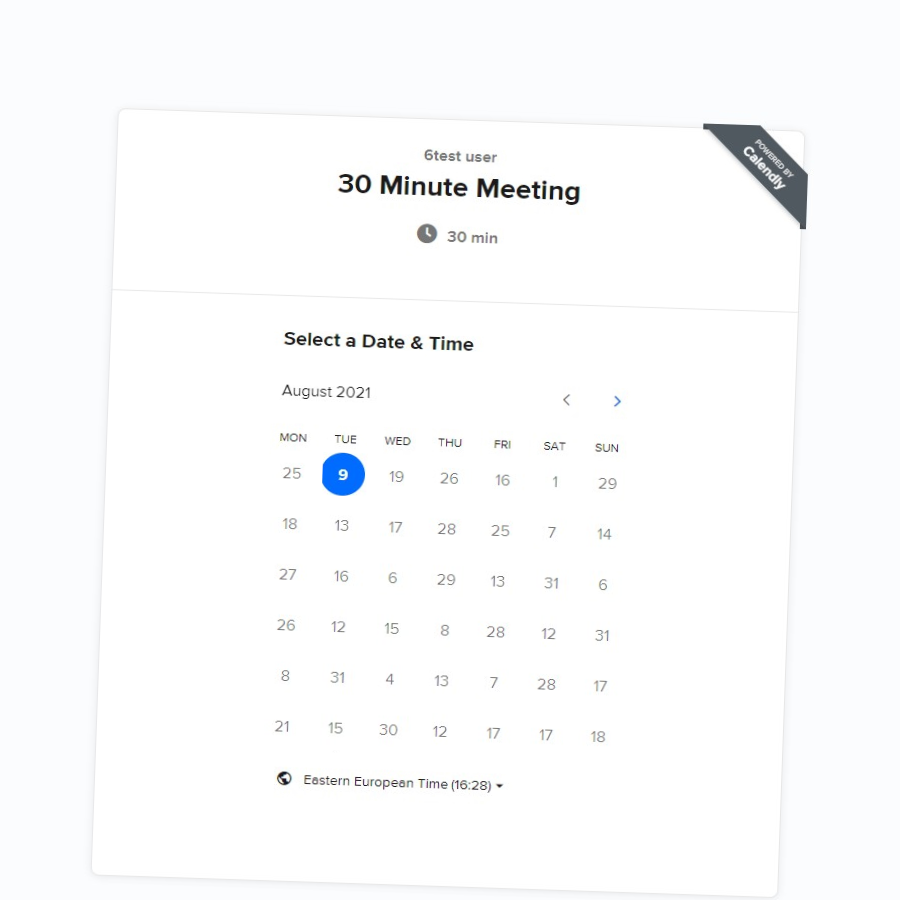 POWERED BY
Calendly
6test user
30 Minute Meeting
30 min
Select a Date & Time
August 2021
MON TUE WED THU FRI SAT SUN
25 9 19 26 16 1 29
18 13 17 28 25 7 14
27 16 6 29 13 31 6
26 12 15 8 28 12 31
8 31 4 13 7 28 17
21 15 30 12 17 17 18
Eastern European Time (16:28)